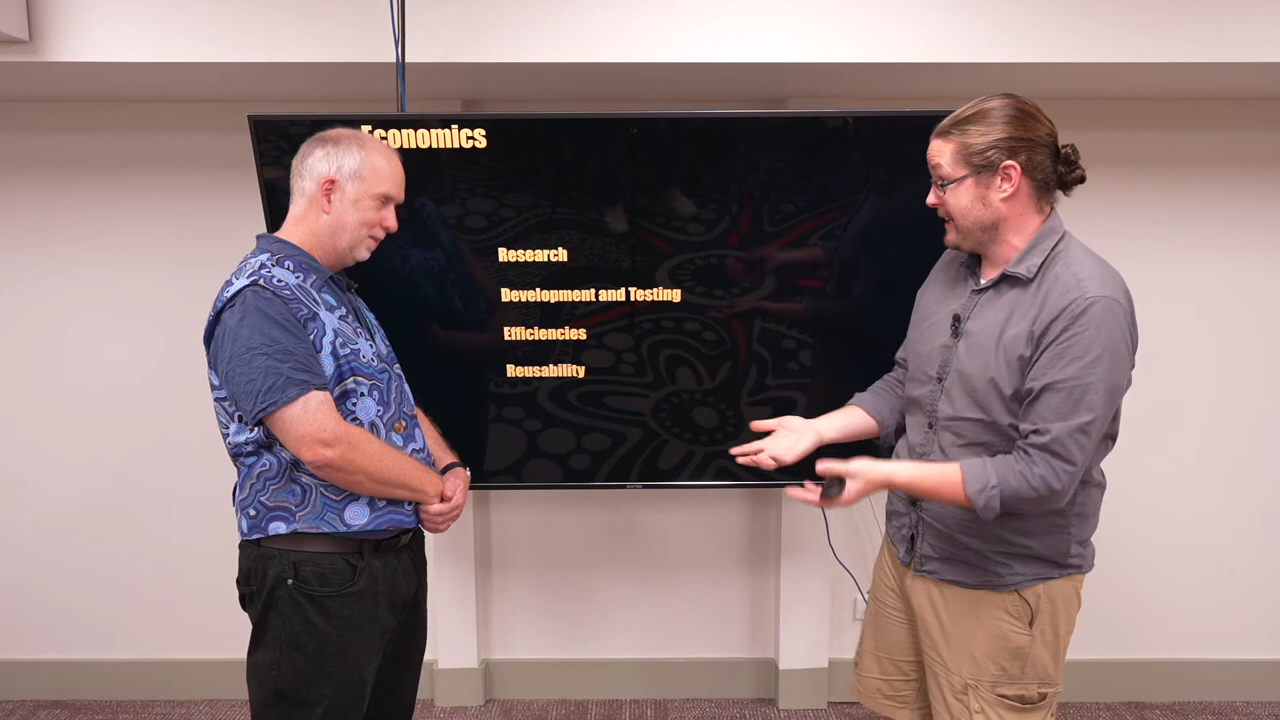 Economics
Research
Development and Testing
Efficiencies
Reusability